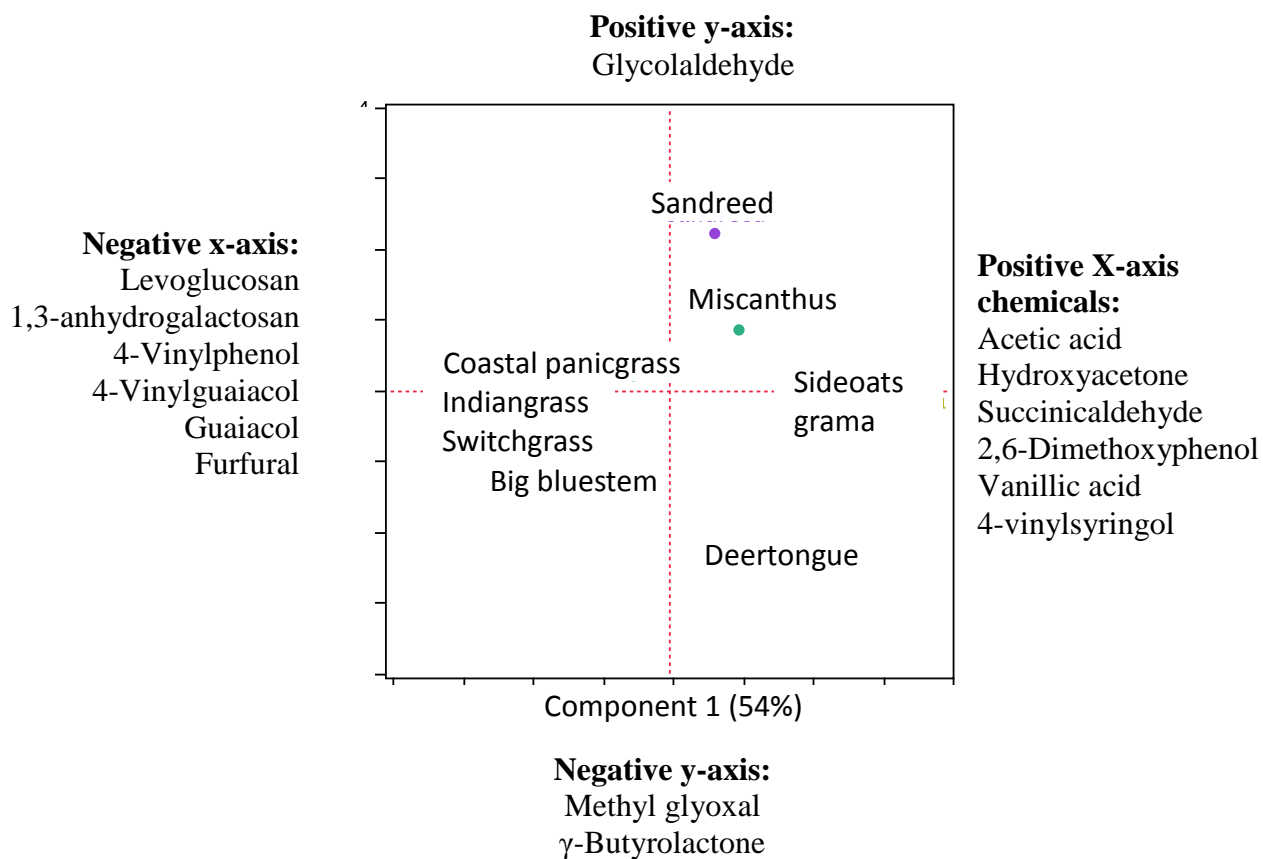 Positive y-axis:
Glycolaldehyde
Negative x-axis:
Levoglucosan
1,3-anhydrogalactosan
4-Vinylphenol
4-Vinylguaiacol
Guaiacol
Furfural
Sandreed
Miscanthus
Coastal panicgrass
Indiangrass
Switchgrass
Big bluestem
Sideoats
grama
Deertongue
Component 1 (54%)
Positive X-axis
chemicals:
Acetic acid
Hydroxyacetone
Succinicaldehyde
2,6-Dimethoxyphenol
Vanillic acid
4-vinylsyringol
Negative y-axis:
Methyl glyoxal
γ-Butyrolactone